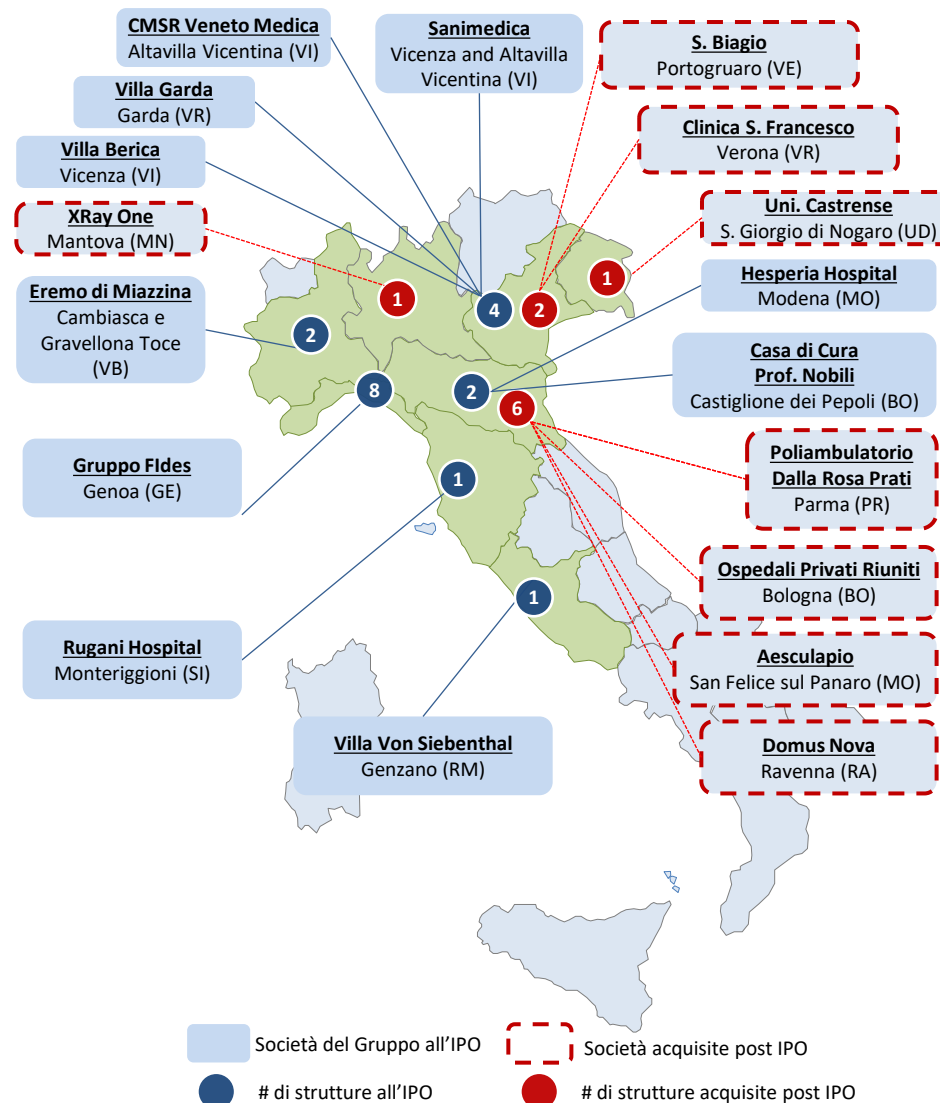 CMSR Veneto Medica
Altavilla Vicentina (VI)
Sanimedica
Vicenza and Altavilla
Vicentina (VI)
S. Biagio
Portogruaro (VE)
Villa Garda
Garda (VR)
Clinica S. Francesco
Verona (VR)
Villa Berica
Vicenza (VI)
XRay One
Mantova (MN)
Uni. Castrense
S. Giorgio di Nogaro (UD)
Eremo di Miazzina
Cambiasca e
Gravellona Toce
(VB)
Hesperia Hospital
Modena (MO)
Casa di Cura
Prof. Nobili
Castiglione dei Pepoli (BO)
1
4
2
1
2
8
2
6
1
1
Gruppo FIdes
Genoa (GE)
Poliambulatorio
Dalla Rosa Prati
Parma (PR)
Ospedali Privati Riuniti
Bologna (BO)
Rugani Hospital
Monteriggioni (SI)
Aesculapio
San Felice sul Panaro (MO)
Villa Von Siebenthal
Genzano (RM)
Domus Nova
Ravenna (RA)
Società del Gruppo all'IPO
Società acquisite post IPO
# di strutture all'IPO
# di strutture acquisite post IPO